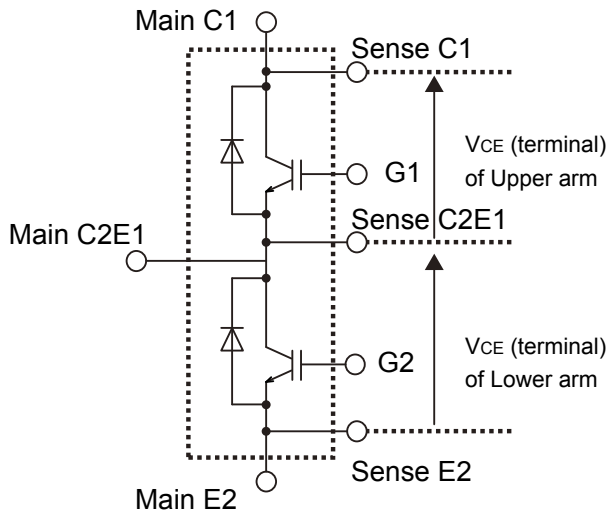 Main C1
Sense C1
VCE (terminal)
of Upper arm
G1
Sense C2E1
Main C2E1
VCE (terminal)
of Lower arm
G2
Sense E2
Main E2